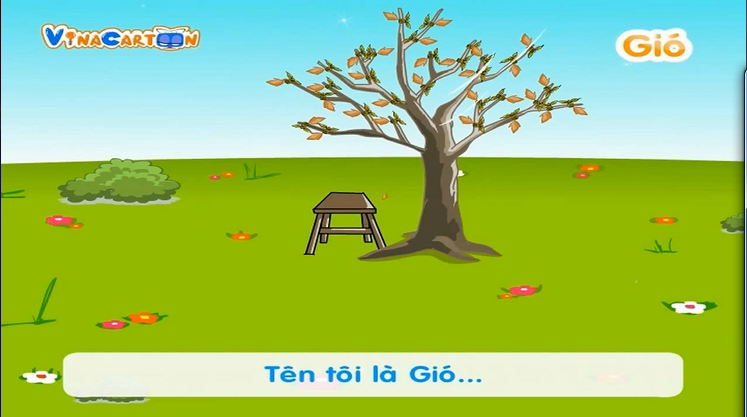 VINACARTOON
Gió
Tên tôi là Gió...